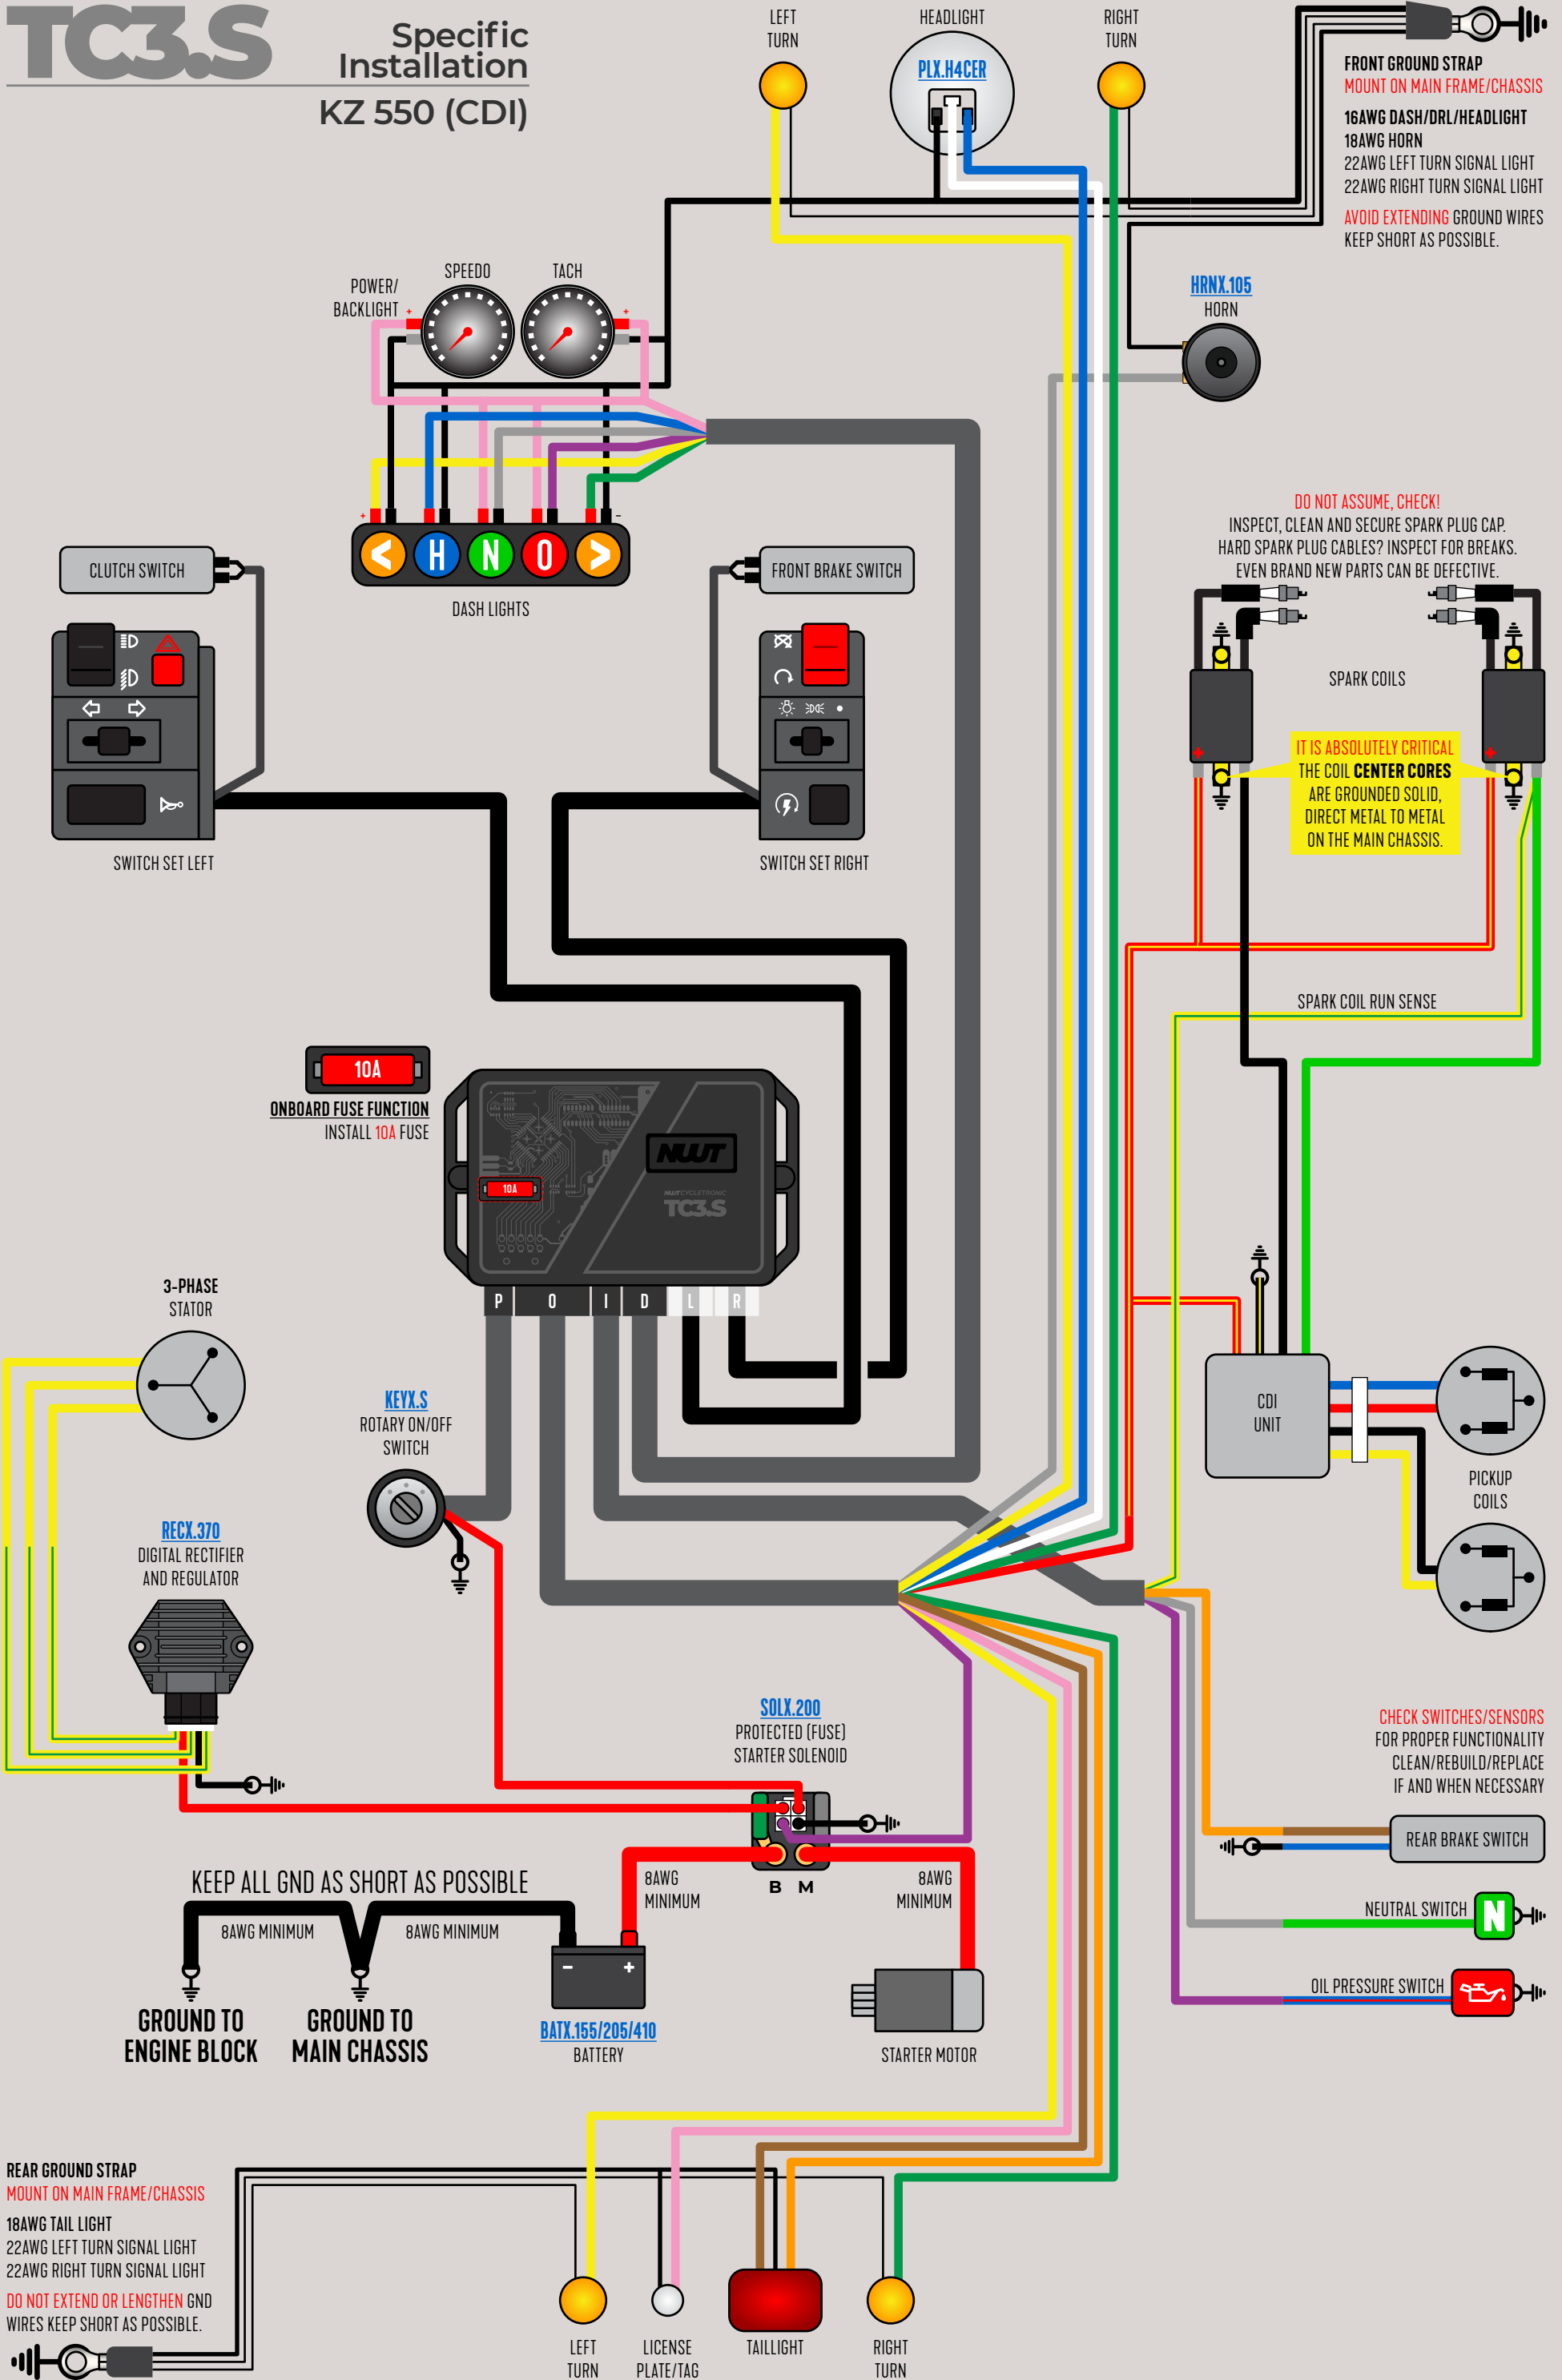 TC3.S
Specific
Installation
KZ 550 (CDI)
LEFT
TURN
HEADLIGHT
PLX.H4CER
RIGHT
TURN
FRONT GROUND STRAP
MOUNT ON MAIN FRAME/CHASSIS
16AWG DASH/DRL/HEADLIGHT
18AWG HORN
22AWG LEFT TURN SIGNAL LIGHT
22AWG RIGHT TURN SIGNAL LIGHT
AVOID EXTENDING GROUND WIRES
KEEP SHORT AS POSSIBLE.
POWER/
BACKLIGHT
SPEEDO
TACH
+
+
HRNX.105
HORN
+
-
<
H
N
O
>
DASH LIGHTS
CLUTCH SWITCH
FRONT BRAKE SWITCH
SWITCH SET LEFT
SWITCH SET RIGHT
DO NOT ASSUME, CHECK!
INSPECT, CLEAN AND SECURE SPARK PLUG CAP.
HARD SPARK PLUG CABLES? INSPECT FOR BREAKS.
EVEN BRAND NEW PARTS CAN BE DEFECTIVE.
SPARK COILS
+
+
IT IS ABSOLUTELY CRITICAL
THE COIL CENTER CORES
ARE GROUNDED SOLID,
DIRECT METAL TO METAL
ON THE MAIN CHASSIS.
SPARK COIL RUN SENSE
10A
ONBOARD FUSE FUNCTION
INSTALL 10A FUSE
10A
NWT
NWT CYCLETRONIC
TC3.S
P
O
I
D
L
R
3-PHASE
STATOR
KEYX.S
ROTARY ON/OFF
SWITCH
CDI
UNIT
PICKUP
COILS
RECX.370
DIGITAL RECTIFIER
AND REGULATOR
SOLX.200
PROTECTED (FUSE)
STARTER SOLENOID
B M
8AWG
MINIMUM
8AWG
MINIMUM
CHECK SWITCHES/SENSORS
FOR PROPER FUNCTIONALITY
CLEAN/REBUILD/REPLACE
IF AND WHEN NECESSARY
REAR BRAKE SWITCH
NEUTRAL SWITCH
N
OIL PRESSURE SWITCH
KEEP ALL GND AS SHORT AS POSSIBLE
8AWG MINIMUM
8AWG MINIMUM
- +
GROUND TO
ENGINE BLOCK
GROUND TO
MAIN CHASSIS
BATX.155/205/410
BATTERY
STARTER MOTOR
REAR GROUND STRAP
MOUNT ON MAIN FRAME/CHASSIS
18AWG TAIL LIGHT
22AWG LEFT TURN SIGNAL LIGHT
22AWG RIGHT TURN SIGNAL LIGHT
DO NOT EXTEND OR LENGTHEN GND
WIRES KEEP SHORT AS POSSIBLE.
LEFT
TURN
LICENSE
PLATE/TAG
TAILLIGHT
RIGHT
TURN